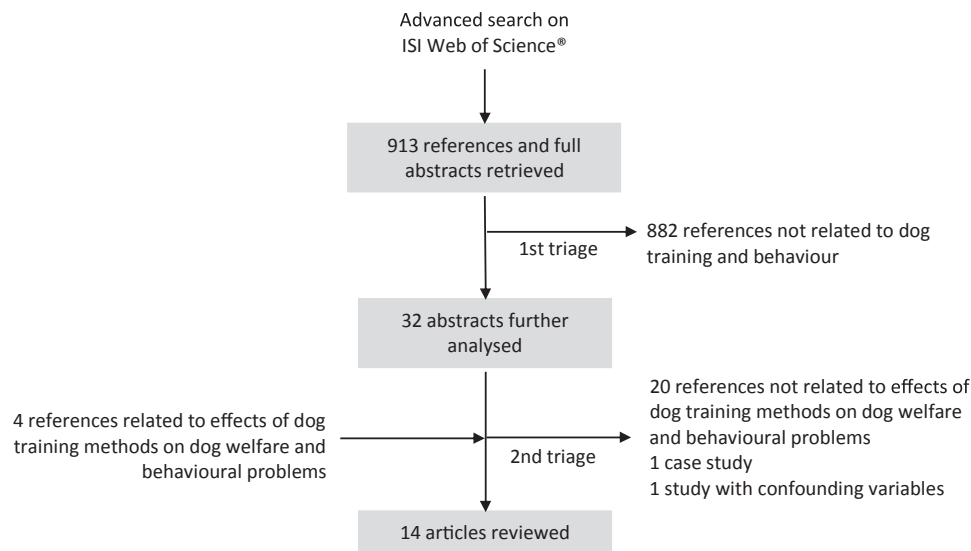 Advanced search on
ISI Web of Science®
913 references and full
abstracts retrieved
1st triage
882 references not related to dog
training and behaviour
32 abstracts further
analysed
4 references related to effects of dog
training methods on dog welfare and
behavioural problems
2nd triage
20 references not related to effects of
dog training methods on dog welfare
and behavioural problems
1 case study
1 study with confounding variables
14 articles reviewed